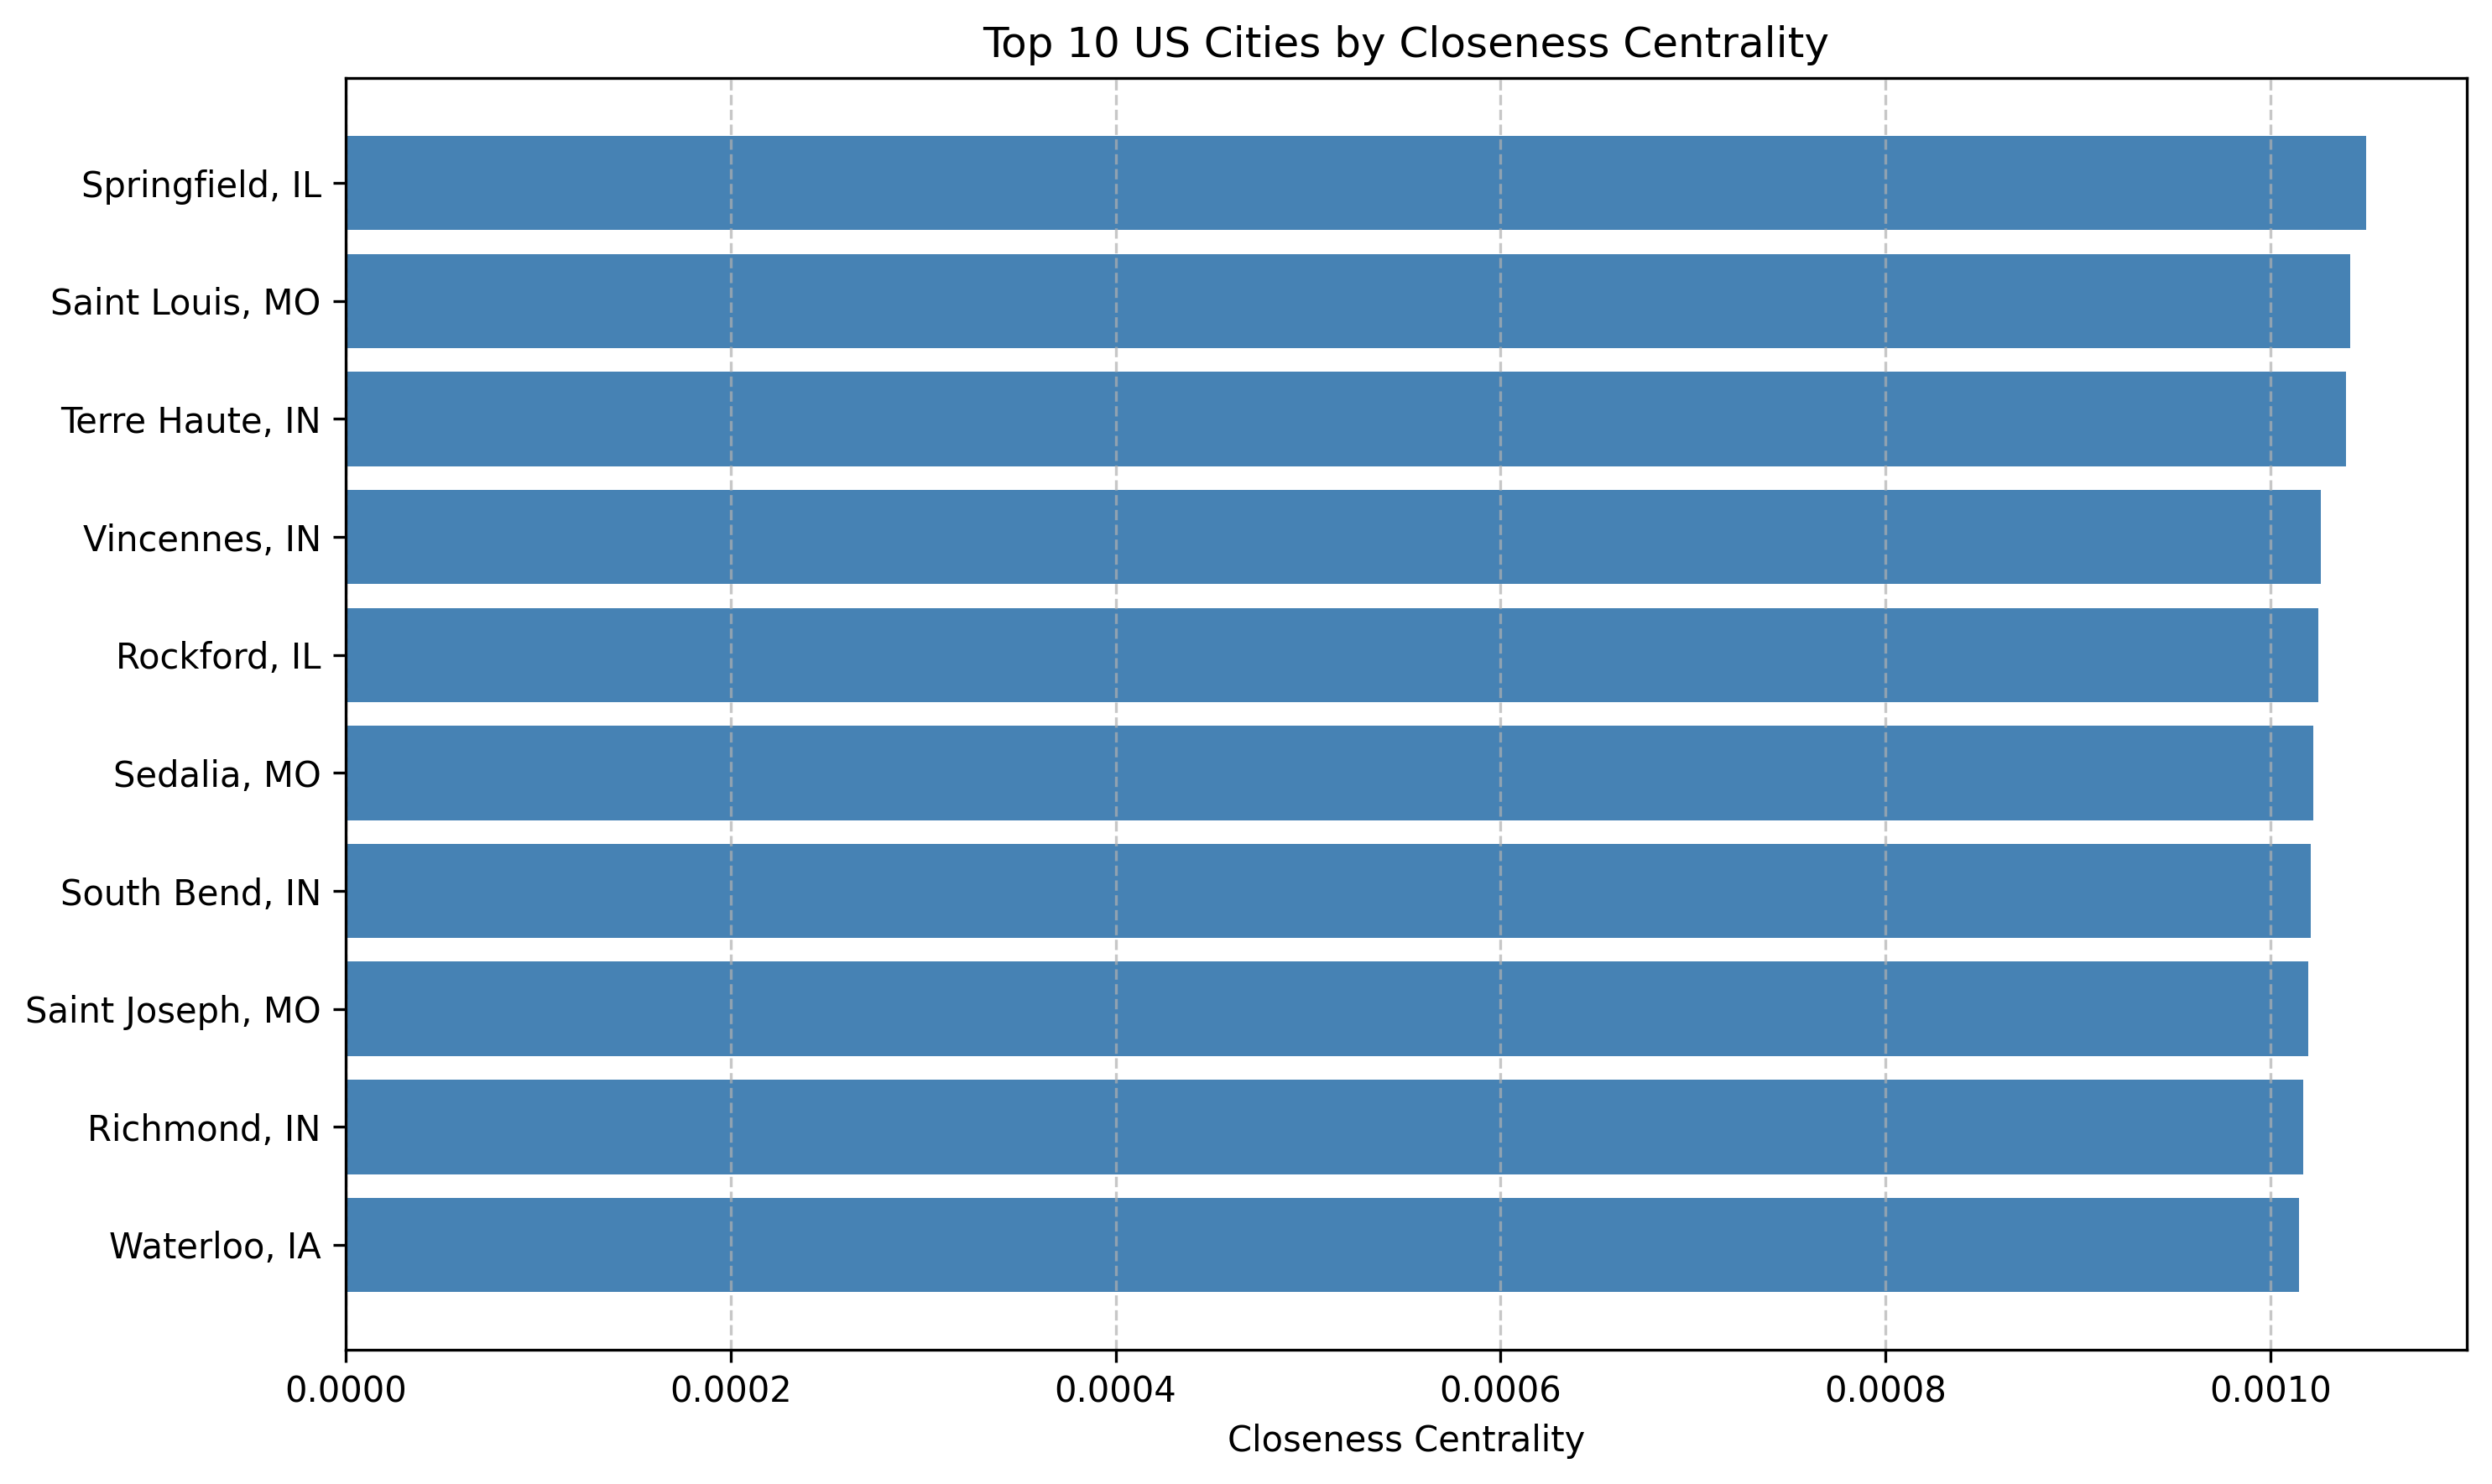 Top 10 US Cities by Closeness Centrality
Springfield, IL
Saint Louis, MO
Terre Haute, IN
Vincennes, IN
Rockford, IL
Sedalia, MO
South Bend, IN
Saint Joseph, MO
Richmond, IN
Waterloo, IA
0.0000 0.0002 0.0004 0.0006 0.0008 0.0010
Closeness Centrality